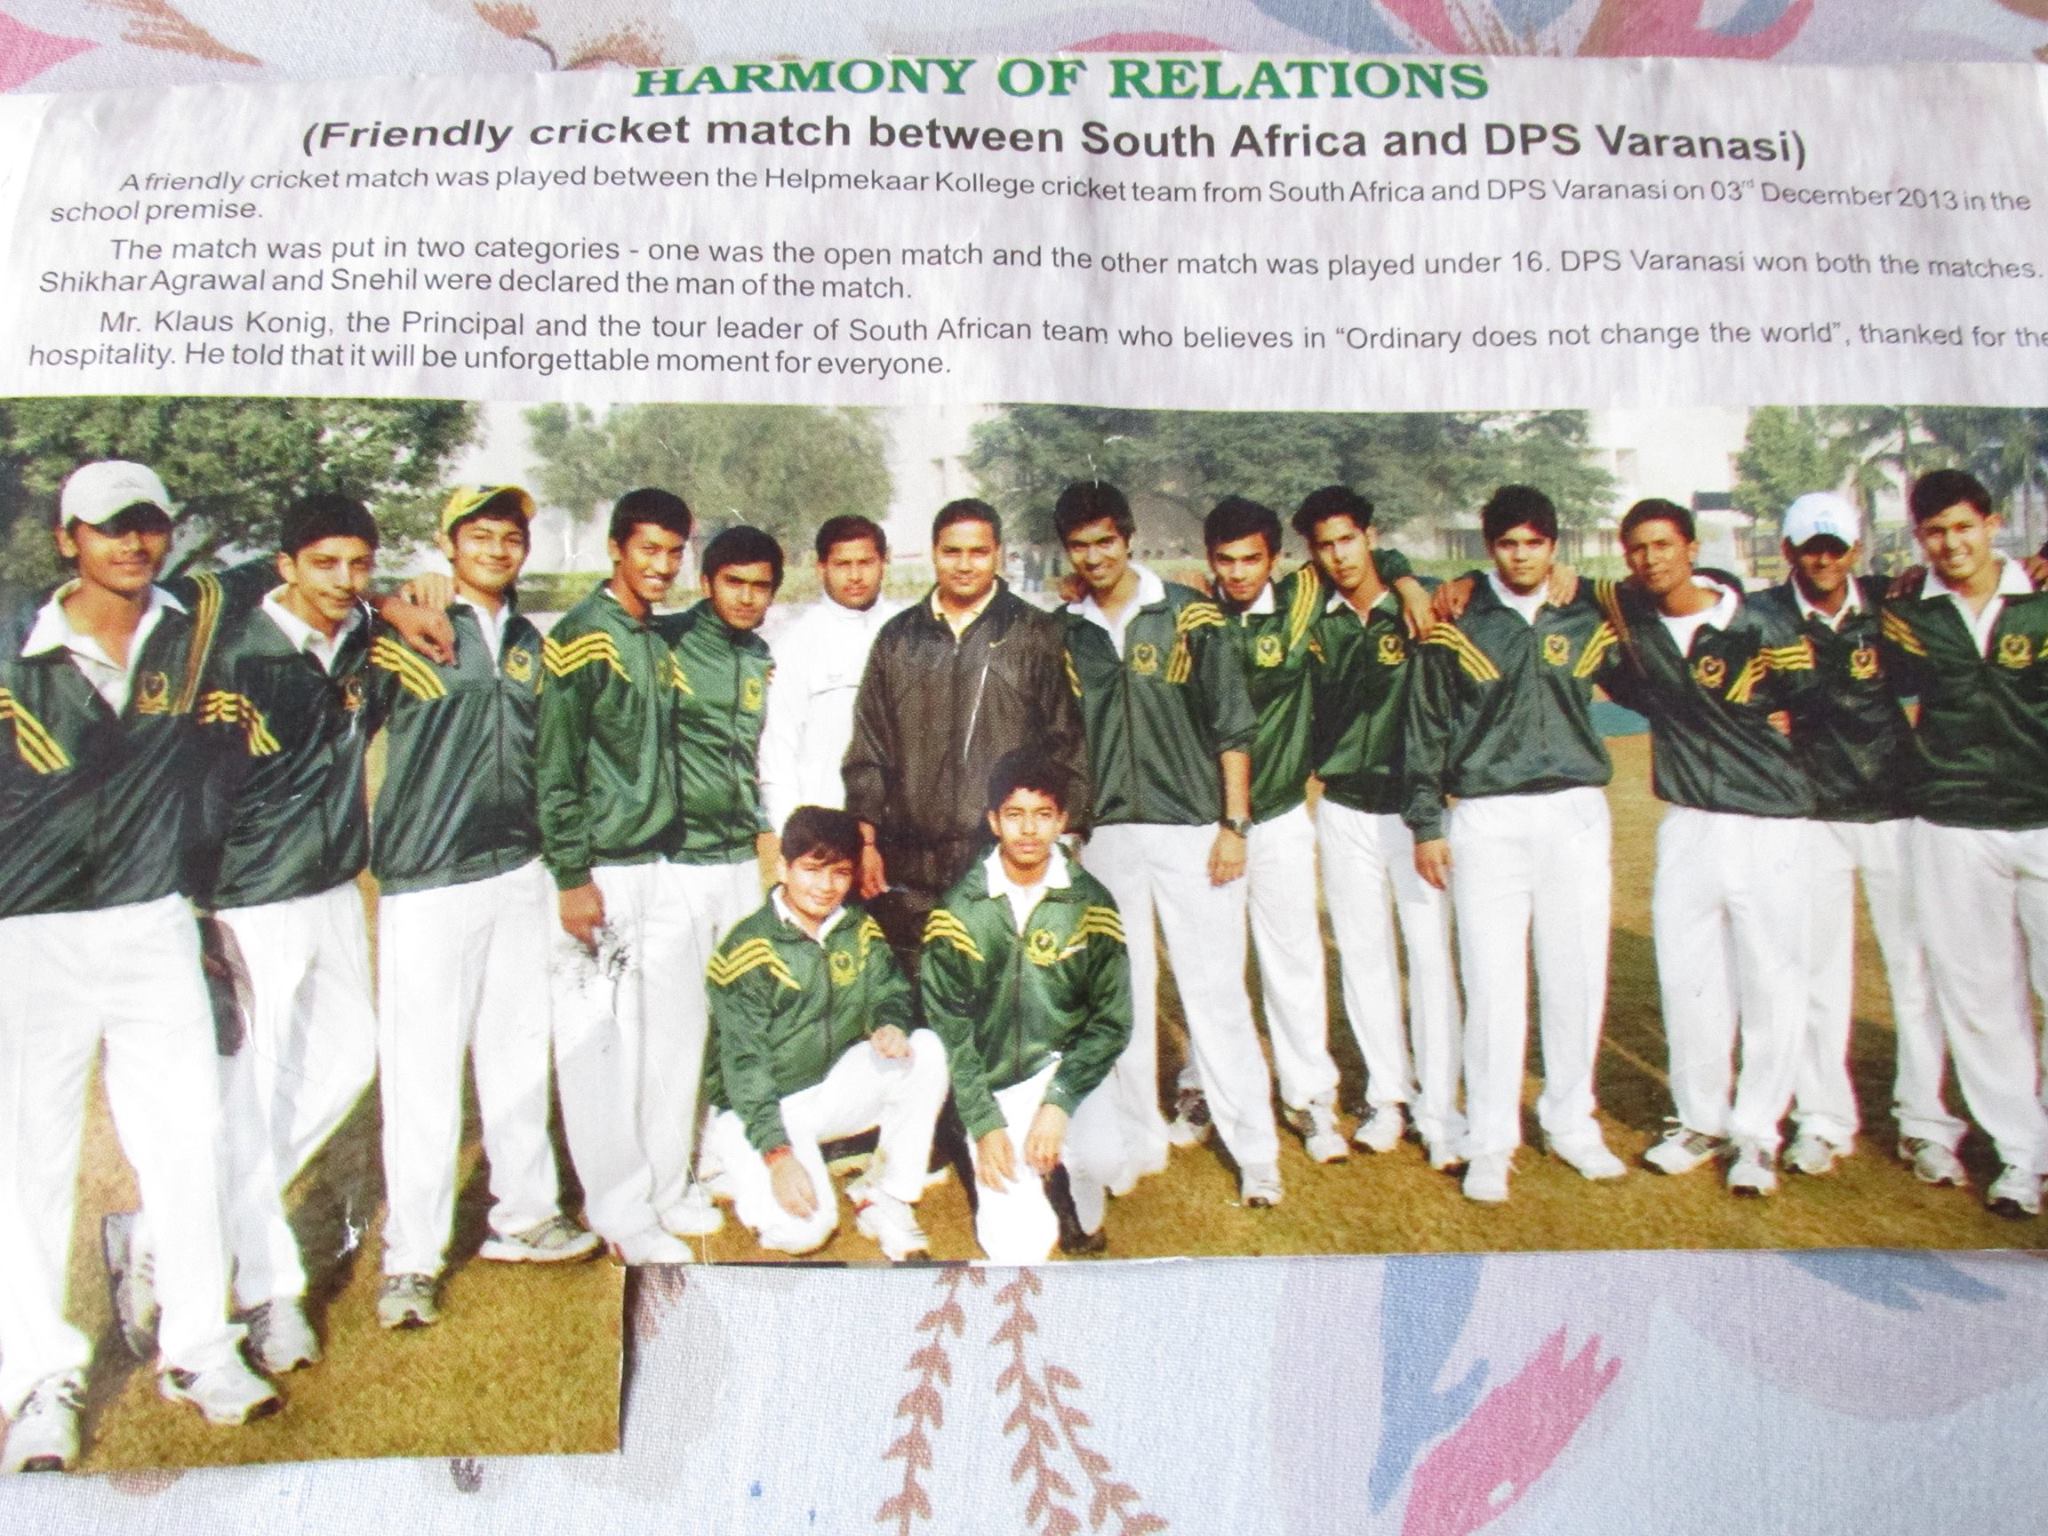 HARMONY OF RELATIONS
(Friendly cricket match between South Africa and DPS Varanasi)
A friendly cricket match was played between the Helpmekaar Kollege cricket team from South Africa and DPS Varanasi on 03rd December 2013 in the
school premise.
The match was put in two categories - one was the open match and the other match was played under 16. DPS Varanasi won both the matches.
Shikhar Agrawal and Snehil were declared the man of the match.
Mr. Klaus Konig, the Principal and the tour leader of South African team who believes in “Ordinary does not change the world”, thanked for the
hospitality. He told that it will be unforgettable moment for everyone.